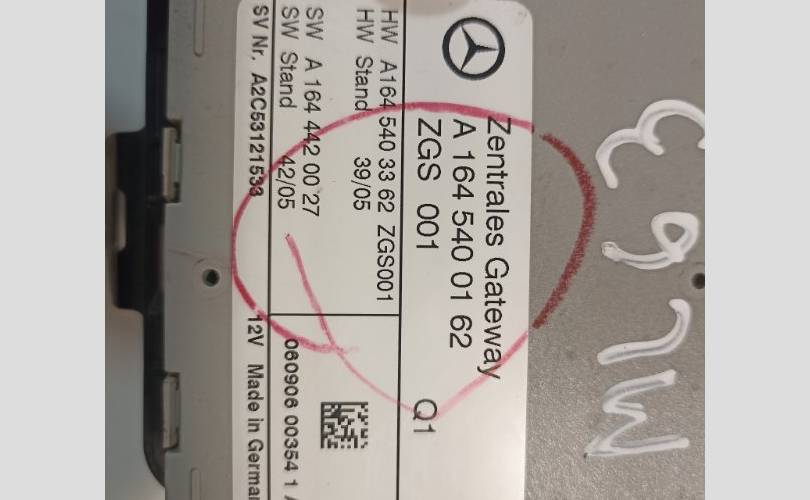 ML63
Zentrales Gateway
A 164 540 01 62
ZGS 001 Q1
HW A164 540 33 62 ZGS001
HW Stand 39/05
SW A 164 442 00 27
SW Stand 42/05
060906 00354 1
SV Nr. A2C53121533 12V Made in German